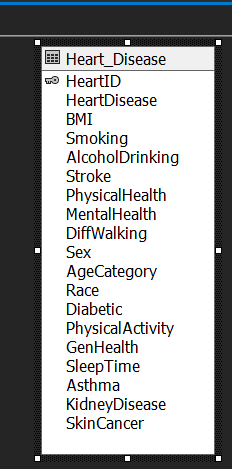 Heart_Disease
HeartID
HeartDisease
BMI
Smoking
AlcoholDrinking
Stroke
PhysicalHealth
MentalHealth
DiffWalking
Sex
AgeCategory
Race
Diabetic
PhysicalActivity
GenHealth
SleepTime
Asthma
KidneyDisease
SkinCancer